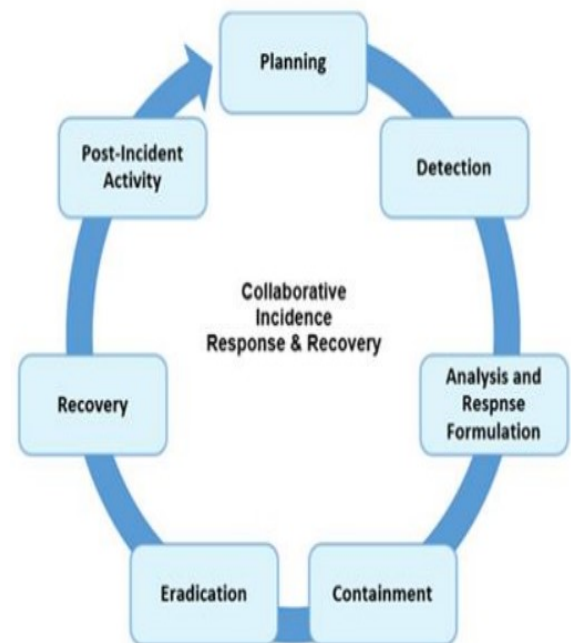 Planning
Detection
Analysis and
Respnse
Formulation
Containment
Eradication
Recovery
Post-Incident
Activity
Collaborative
Incidence
Response & Recovery